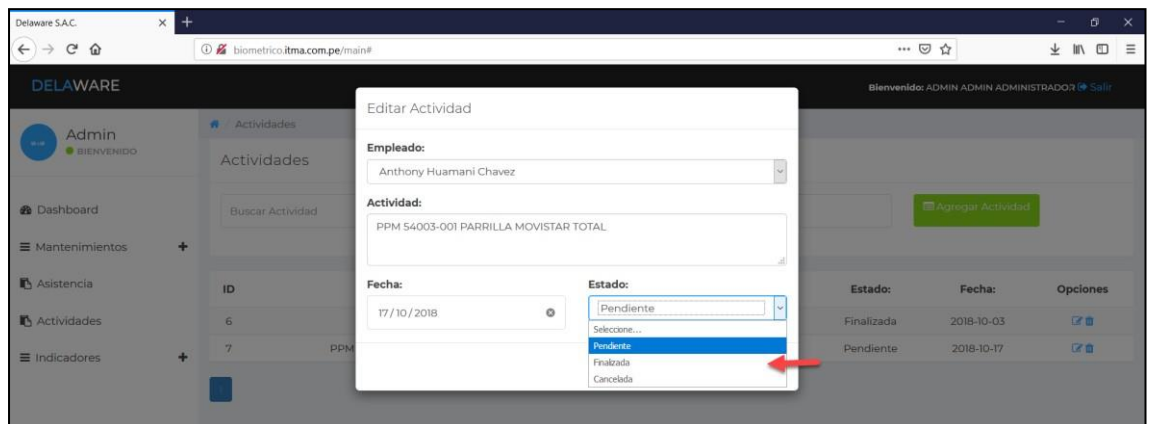 Delaware S.A.C.
biometrico.itma.com.pe/main#
DELAWARE
Bienvenido: ADMIN ADMIN ADMINISTRADOR Salir
Admin
BIENVENIDO
Dashboard
Mantenimientos
Asistencia
Actividades
Indicadores
Actividades
Actividades
Buscar Actividad
Agregar Actividad
Editar Actividad
Empleado:
Anthony Huamani Chavez
Actividad:
PPM 54003-001 PARRILLA MOVISTAR TOTAL
Fecha:
17/10/2018
Estado:
Pendiente
Seleccione...
Pendiente
Finalizada
Cancelada
ID Estado: Fecha: Opciones
6 Finalizada 2018-10-03
7 PPM Pendiente 2018-10-17